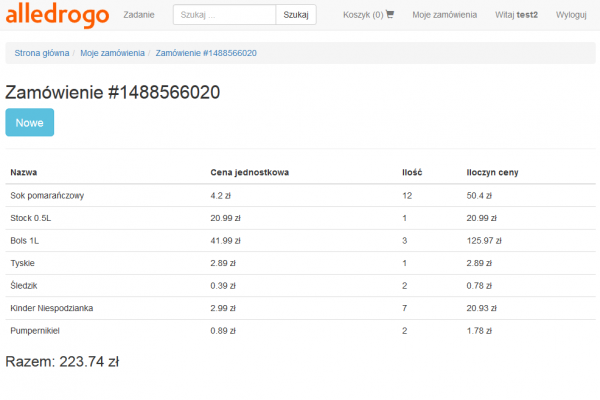 alledrogo Zadanie Szukaj ... Szukaj Koszyk (0) Moje zamówienia Witaj test2 Wyloguj
Strona główna / Moje zamówienia / Zamówienie #1488566020
Zamówienie #1488566020
Nowe
Nazwa Cena jednostkowa Ilość Iloczyn ceny
Sok pomarańczowy 4.2 zł 12 50.4 zł
Stock 0.5L 20.99 zł 1 20.99 zł
Bols 1L 41.99 zł 3 125.97 zł
Tyskie 2.89 zł 1 2.89 zł
Śledzik 0.39 zł 2 0.78 zł
Kinder Niespodzianka 2.99 zł 7 20.93 zł
Pumpernikiel 0.89 zł 2 1.78 zł
Razem: 223.74 zł